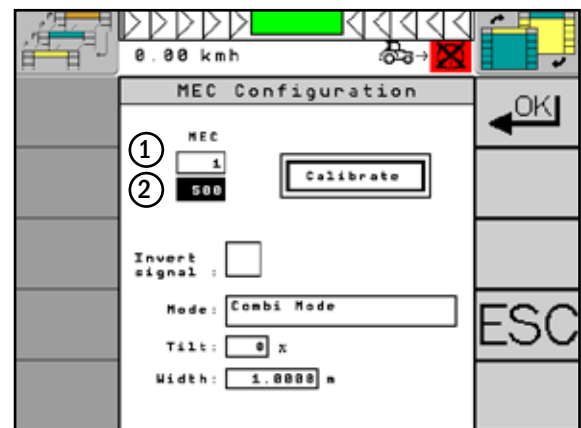 0.00 kmh
MEC Configuration
OK
MEC
1 1
2 500
Calibrate
Invert
signal :
Mode: Combi Mode
ESC
Tilt: 0 %
Width: 1.0000 m